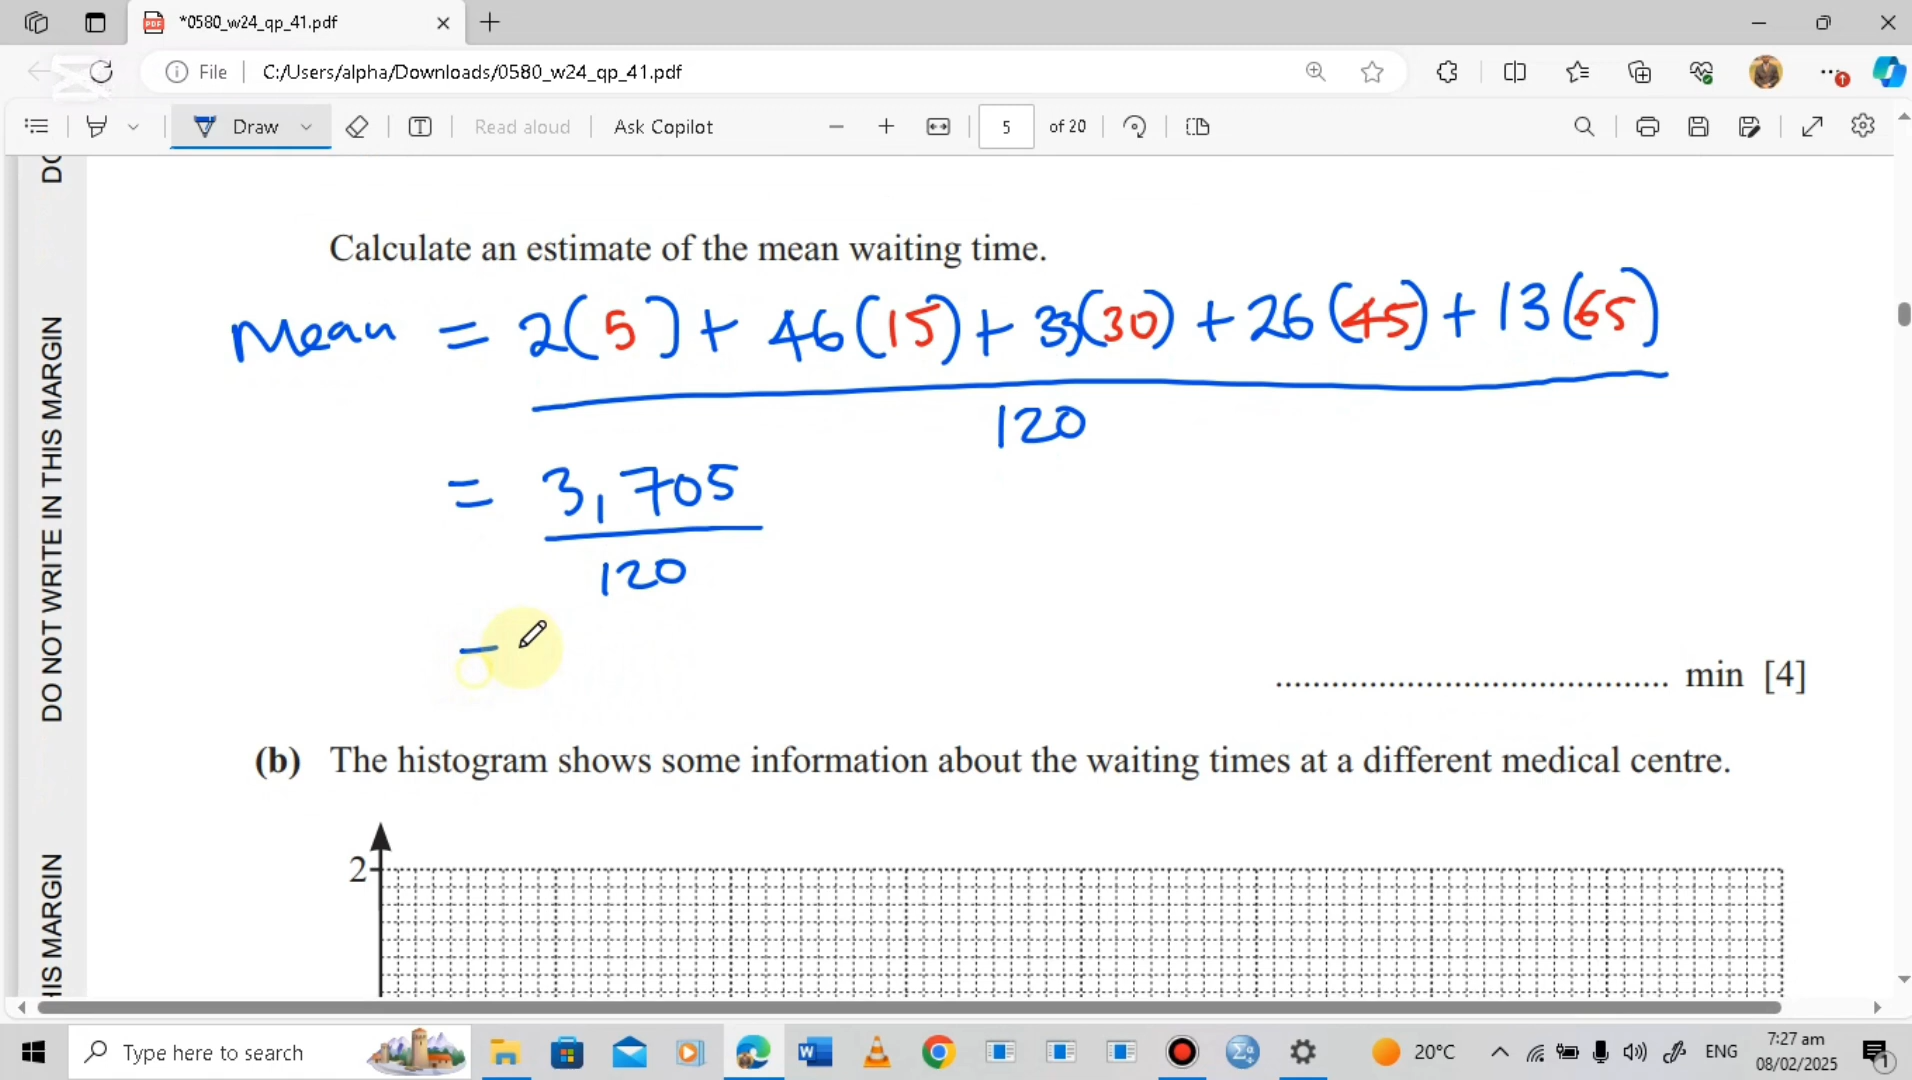 *0580_w24_qp_41.pdf
File C:/Users/alpha/Downloads/0580_w24_qp_41.pdf
Draw Read aloud Ask Copilot 5 of 20
Calculate an estimate of the mean waiting time.
Mean = 2(5) + 46(15) + 33(30) + 26(45) + 13(65)
120
= 3,705
120
–
min [4]
(b) The histogram shows some information about the waiting times at a different medical centre.
2
DO NOT WRITE IN THIS MARGIN
Type here to search
20°C
ENG
7:27 am
08/02/2025
1